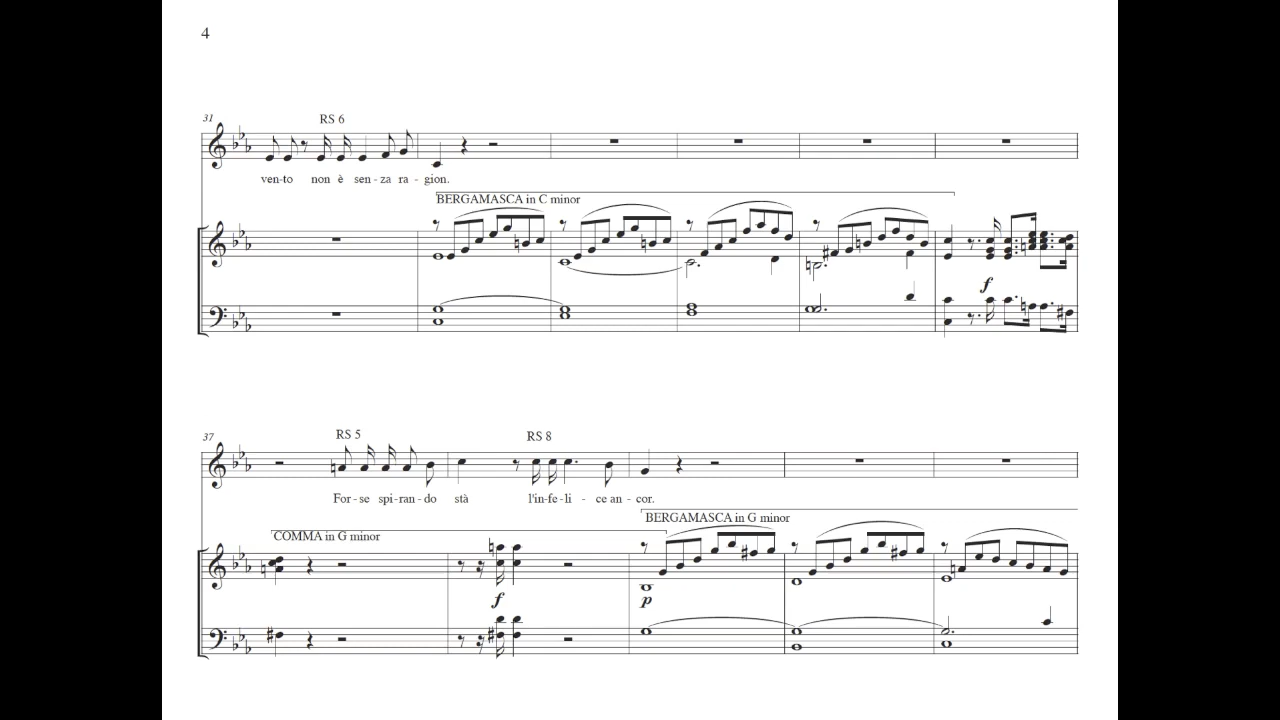 4
31
RS 6
ven-to non è sen-za ra-gion.
BERGAMASCA in C minor
f
37
RS 5
RS 8
For-se spi-ran-do stà l'in-fe-li-ce an-cor.
BERGAMASCA in G minor
COMMA in G minor
f
p